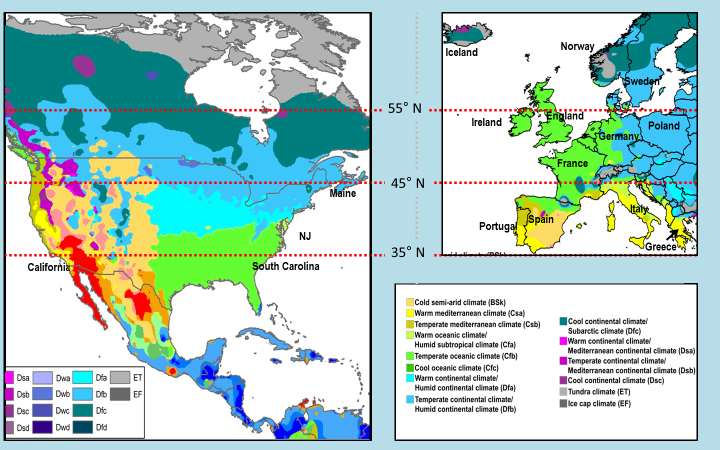 Iceland
Norway
Sweden
55° N
Ireland
England
Germany
Poland
France
45° N
Maine
Portugal
Spain
Italy
NJ
Greece
35° N
California
South Carolina
Dsa
Dwa
Dfa
ET
Dsb
Dwb
Dfb
EF
Dsc
Dwc
Dfc
Dsd
Dwd
Dfd
Cold semi-arid climate (BSk)
Warm mediterranean climate (Csa)
Temperate mediterranean climate (Csb)
Warm oceanic climate/
Humid subtropical climate (Cfa)
Temperate oceanic climate (Cfb)
Cool oceanic climate (Cfc)
Warm continental climate/
Humid continental climate (Dfa)
Temperate continental climate/
Humid continental climate (Dfb)
Cool continental climate/
Subarctic climate (Dfc)
Warm continental climate/
Mediterranean continental climate (Dsa)
Temperate continental climate/
Mediterranean continental climate (Dsb)
Cool continental climate (Dsc)
Tundra climate (ET)
Ice cap climate (EF)